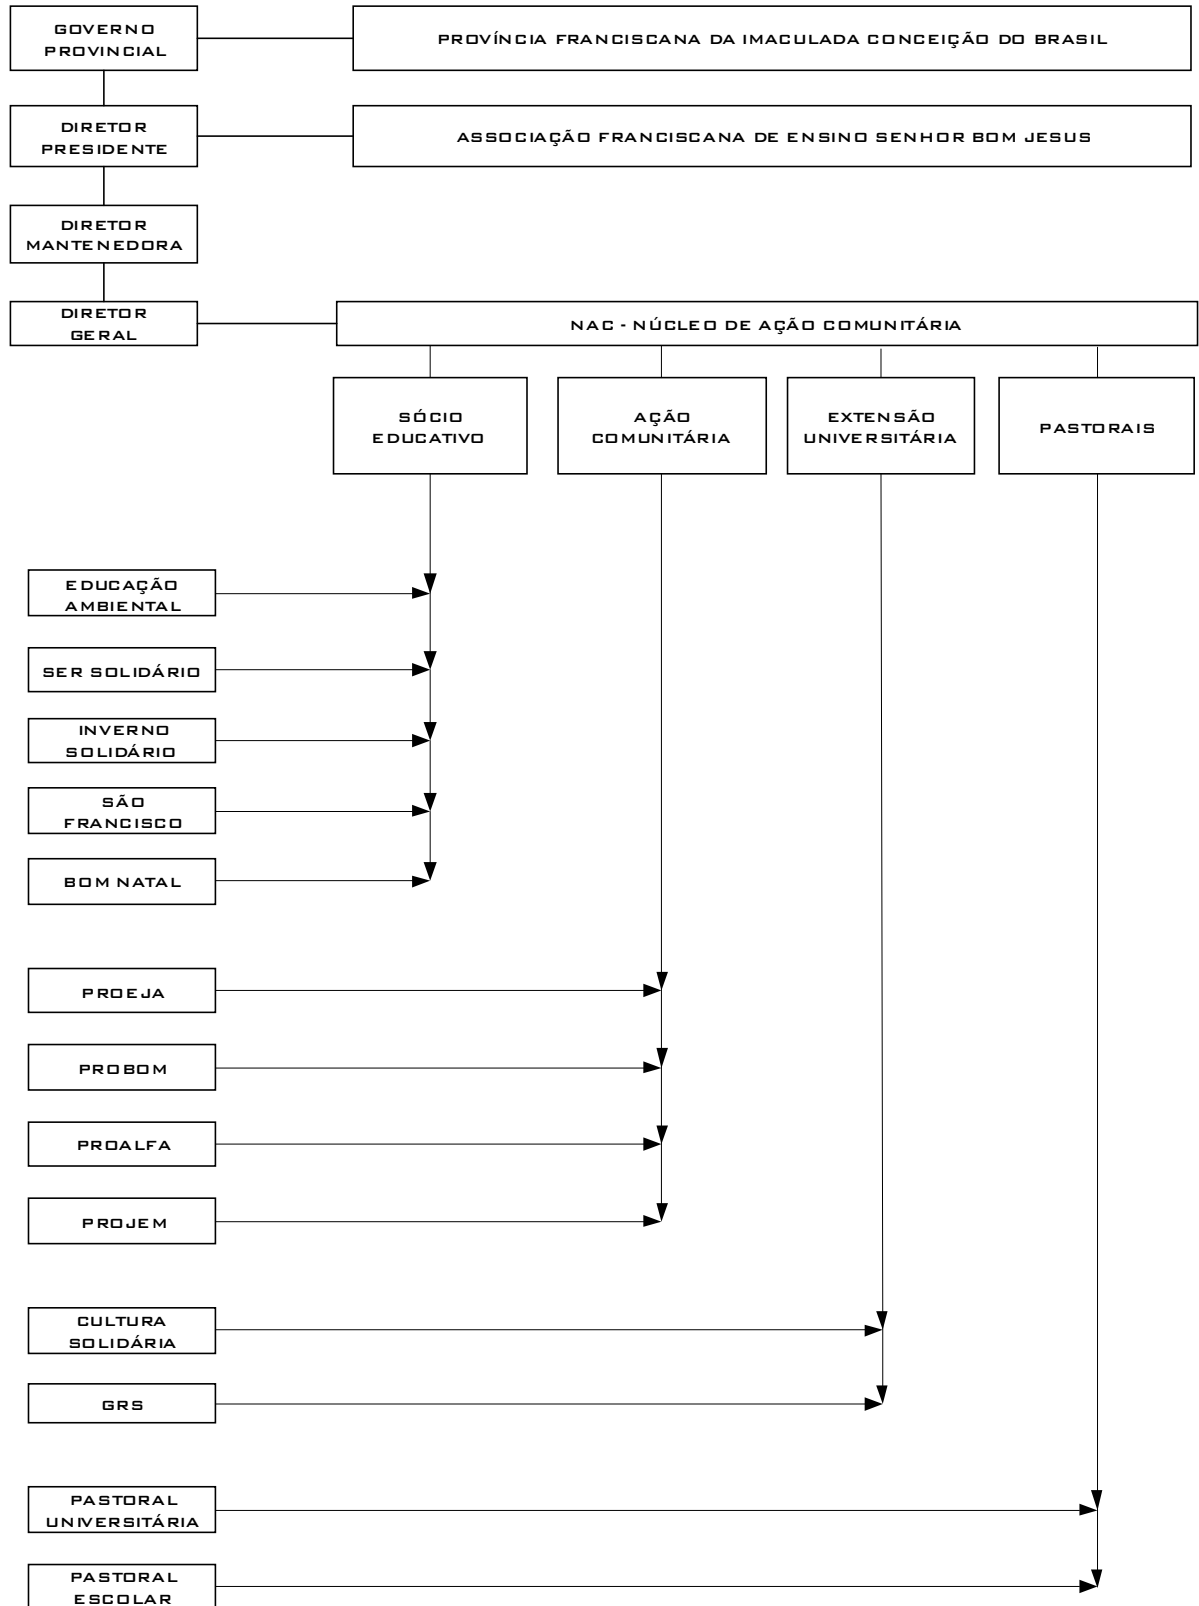 GOVERNO
PROVINCIAL
PROVÍNCIA FRANCISCANA DA IMACULADA CONCEIÇÃO DO BRASIL
DIRETOR
PRESIDENTE
ASSOCIAÇÃO FRANCISCANA DE ENSINO SENHOR BOM JESUS
DIRETOR
MANTENEDORA
DIRETOR
GERAL
NAC - NÚCLEO DE AÇÃO COMUNITÁRIA
SÓCIO
EDUCATIVO
AÇÃO
COMUNITÁRIA
EXTENSÃO
UNIVERSITÁRIA
PASTORAIS
EDUCAÇÃO
AMBIENTAL
SER SOLIDÁRIO
INVERNO
SOLIDÁRIO
SÃO
FRANCISCO
BOM NATAL
PROEJA
PROBOM
PROALFA
PROJEM
CULTURA
SOLIDÁRIA
GRS
PASTORAL
UNIVERSITÁRIA
PASTORAL
ESCOLAR